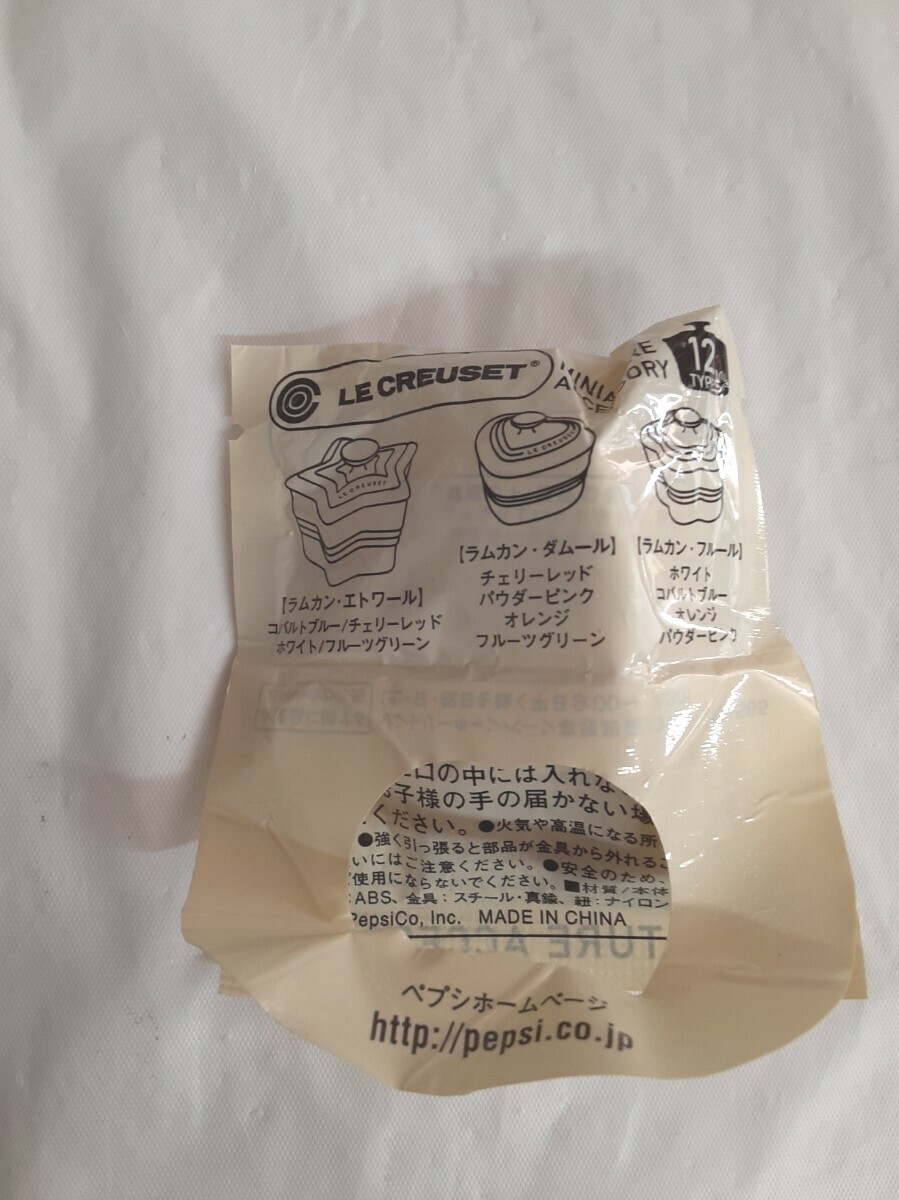 LE CREUSET®
MINIA RE
ACCE ORY
12
TYPES
LE CREUSET
LE CREUSET
【ラムカン・エトワール】
コバルトブルー/チェリーレッド
ホワイト/フルーツグリーン
【ラムカン・ダムール】
チェリーレッド
パウダーピンク
オレンジ
フルーツグリーン
【ラムカン・フルール】
ホワイト
コバルトブルー
オレンジ
パウダーピンク
口の中には入れな
子様の手の届かない場
ください。●火気や高温になる所
●強く引っ張ると部品が金具から外れる
いにはご注意ください。●安全のため、
使用にならないでください。■材質/本体
:ABS、金具:スチール・真鍮、紐:ナイロン
PepsiCo, Inc. MADE IN CHINA
ペプシホームページ
http://pepsi.co.jp